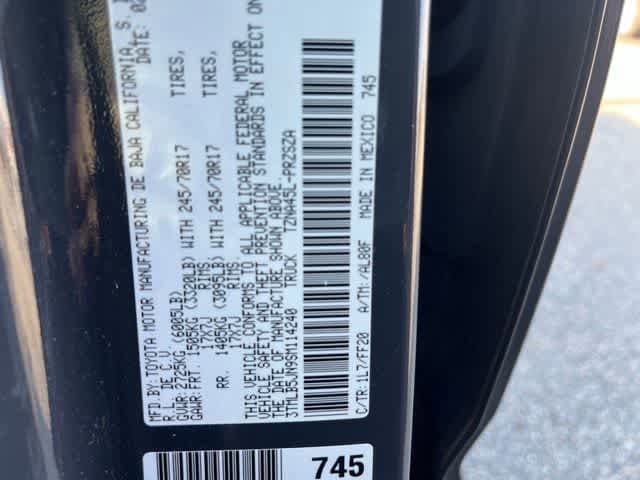 MFD. BY:TOYOTA MOTOR MANUFACTURING DE BAJA CALIFORNIA, S.
R.L. DE C.V. DATE: 02
GVWR: 2725KG (6005LB)
GAWR: FRT. 1505KG (3320LB) WITH 245/70R17 TIRES,
17X7J RIMS
RR. 1405KG (3095LB) WITH 245/70R17 TIRES,
17X7J RIMS
THIS VEHICLE CONFORMS TO ALL APPLICABLE FEDERAL MOTOR
VEHICLE SAFETY AND THEFT PREVENTION STANDARDS IN EFFECT ON
THE DATE OF MANUFACTURE SHOWN ABOVE.
3TMLB5JN9SM114240 TRUCK TZNA45L-PRZSZA
C/TR:1L7/FF20 A/TM:/AL80F MADE IN MEXICO 745
745